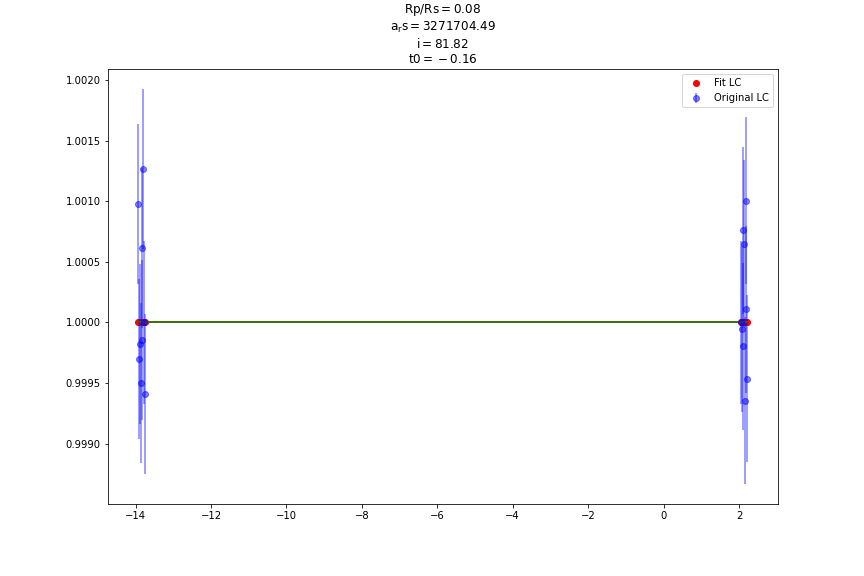 Rp/Rs = 0.08
aᵣs = 3271704.49
i = 81.82
t0 = −0.16
1.0020
1.0015
1.0010
1.0005
1.0000
0.9995
0.9990
Fit LC
Original LC
−14 −12 −10 −8 −6 −4 −2 0 2